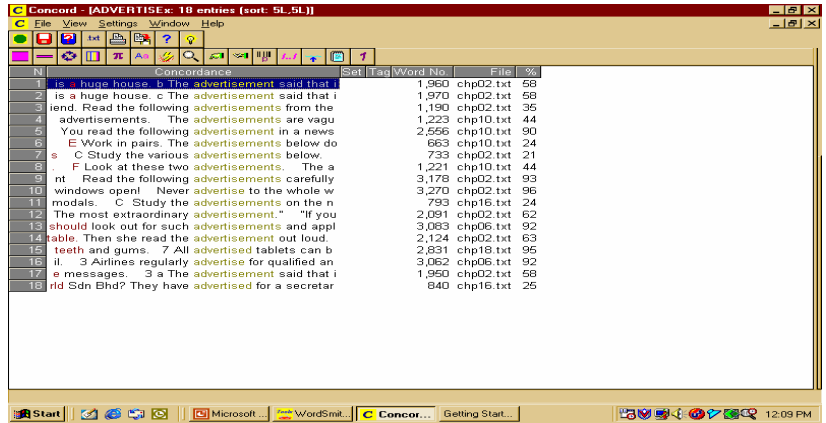 Concord - [ADVERTISEx: 18 entries (sort: 5L,5L)]
File View Settings Window Help
.txt ? π Aa
N Concordance Set Tag Word No. File %
1 is a huge house. b The advertisement said that i 1,960 chp02.txt 58
2 is a huge house. c The advertisement said that i 1,970 chp02.txt 58
3 iend. Read the following advertisements from the 1,190 chp02.txt 35
4 advertisements. The advertisements are vagu 1,223 chp10.txt 44
5 You read the following advertisement in a news 2,556 chp10.txt 90
6 E Work in pairs. The advertisements below do 663 chp10.txt 24
7 s C Study the various advertisements below. 733 chp02.txt 21
8 . F Look at these two advertisements. The a 1,221 chp10.txt 44
9 nt Read the following advertisements carefully 3,178 chp02.txt 93
10 windows open! Never advertise to the whole w 3,270 chp02.txt 96
11 modals. C Study the advertisements on the n 793 chp16.txt 24
12 The most extraordinary advertisement." "If you 2,091 chp02.txt 62
13 should look out for such advertisements and appl 3,083 chp06.txt 92
14 table. Then she read the advertisement out loud. 2,124 chp02.txt 63
15 teeth and gums. 7 All advertised tablets can b 2,831 chp18.txt 95
16 il. 3 Airlines regularly advertise for qualified an 3,062 chp06.txt 92
17 e messages. 3 a The advertisement said that i 1,950 chp02.txt 58
18 rld Sdn Bhd? They have advertised for a secretar 840 chp16.txt 25
Start Microsoft ... WordSmit... Concor... Getting Start... 12:09 PM